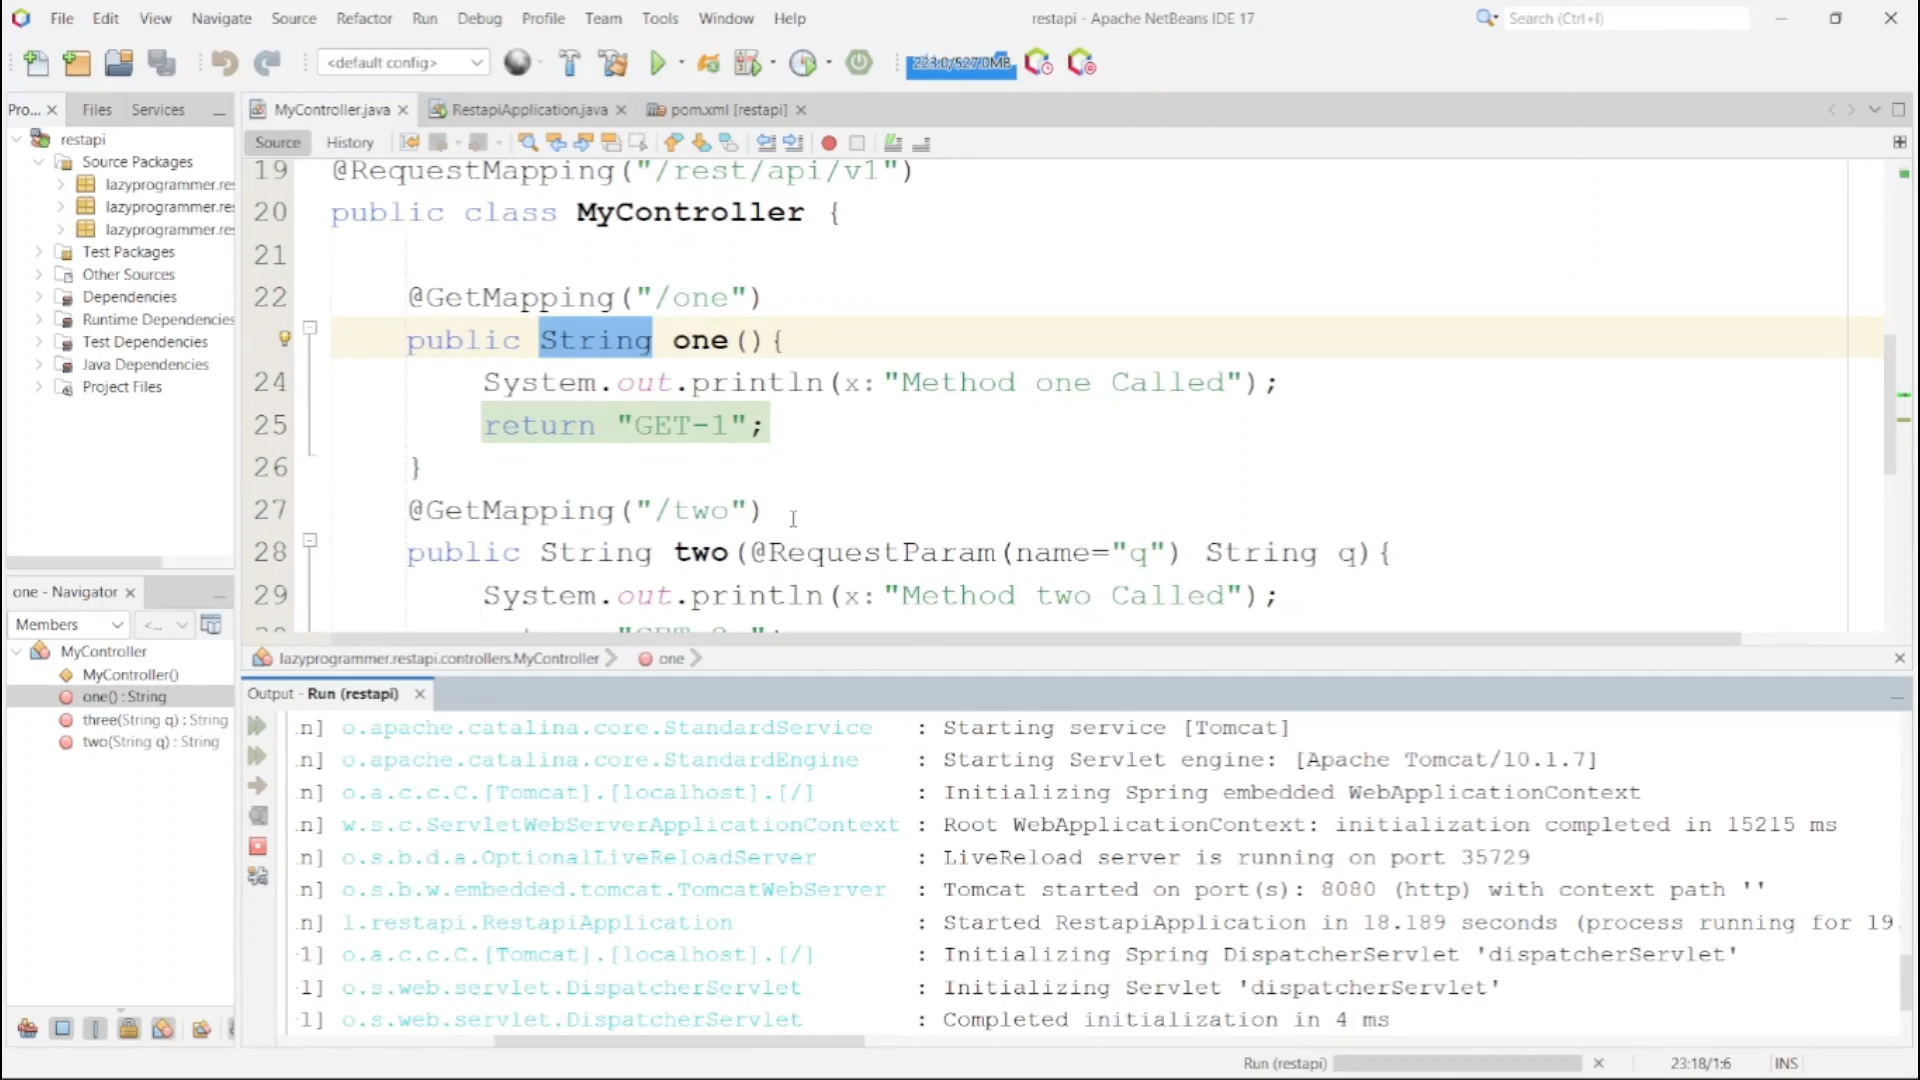 File Edit View Navigate Source Refactor Run Debug Profile Team Tools Window Help
restapi - Apache NetBeans IDE 17
Search (Ctrl+I)
<default config>
223.0/527.0MB
Pro...
Files
Services
MyController.java
RestapiApplication.java
pom.xml [restapi]
restapi
Source Packages
lazyprogrammer.re
lazyprogrammer.re
lazyprogrammer.re
Test Packages
Other Sources
Dependencies
Runtime Dependencies
Test Dependencies
Java Dependencies
Project Files
Source History
19 @RequestMapping("/rest/api/v1")
20 public class MyController {
21
22 @GetMapping("/one")
public String one(){
24 System.out.println(x:"Method one Called");
25 return "GET-1";
26 }
27 @GetMapping("/two")
28 public String two(@RequestParam(name="q") String q){
29 System.out.println(x:"Method two Called");
lazyprogrammer.restapi.controllers.MyController
one
one - Navigator
Members
<...
MyController
MyController()
one() : String
three(String q) : String
two(String q) : String
Output - Run (restapi)
n] o.apache.catalina.core.StandardService : Starting service [Tomcat]
n] o.apache.catalina.core.StandardEngine : Starting Servlet engine: [Apache Tomcat/10.1.7]
n] o.a.c.c.C.[Tomcat].[localhost].[/] : Initializing Spring embedded WebApplicationContext
n] w.s.c.ServletWebServerApplicationContext : Root WebApplicationContext: initialization completed in 15215 ms
n] o.s.b.d.a.OptionalLiveReloadServer : LiveReload server is running on port 35729
n] o.s.b.w.embedded.tomcat.TomcatWebServer : Tomcat started on port(s): 8080 (http) with context path ''
n] l.restapi.RestapiApplication : Started RestapiApplication in 18.189 seconds (process running for 19.
-1] o.a.c.c.C.[Tomcat].[localhost].[/] : Initializing Spring DispatcherServlet 'dispatcherServlet'
-1] o.s.web.servlet.DispatcherServlet : Initializing Servlet 'dispatcherServlet'
-1] o.s.web.servlet.DispatcherServlet : Completed initialization in 4 ms
Run (restapi)
23:18/1:6
INS